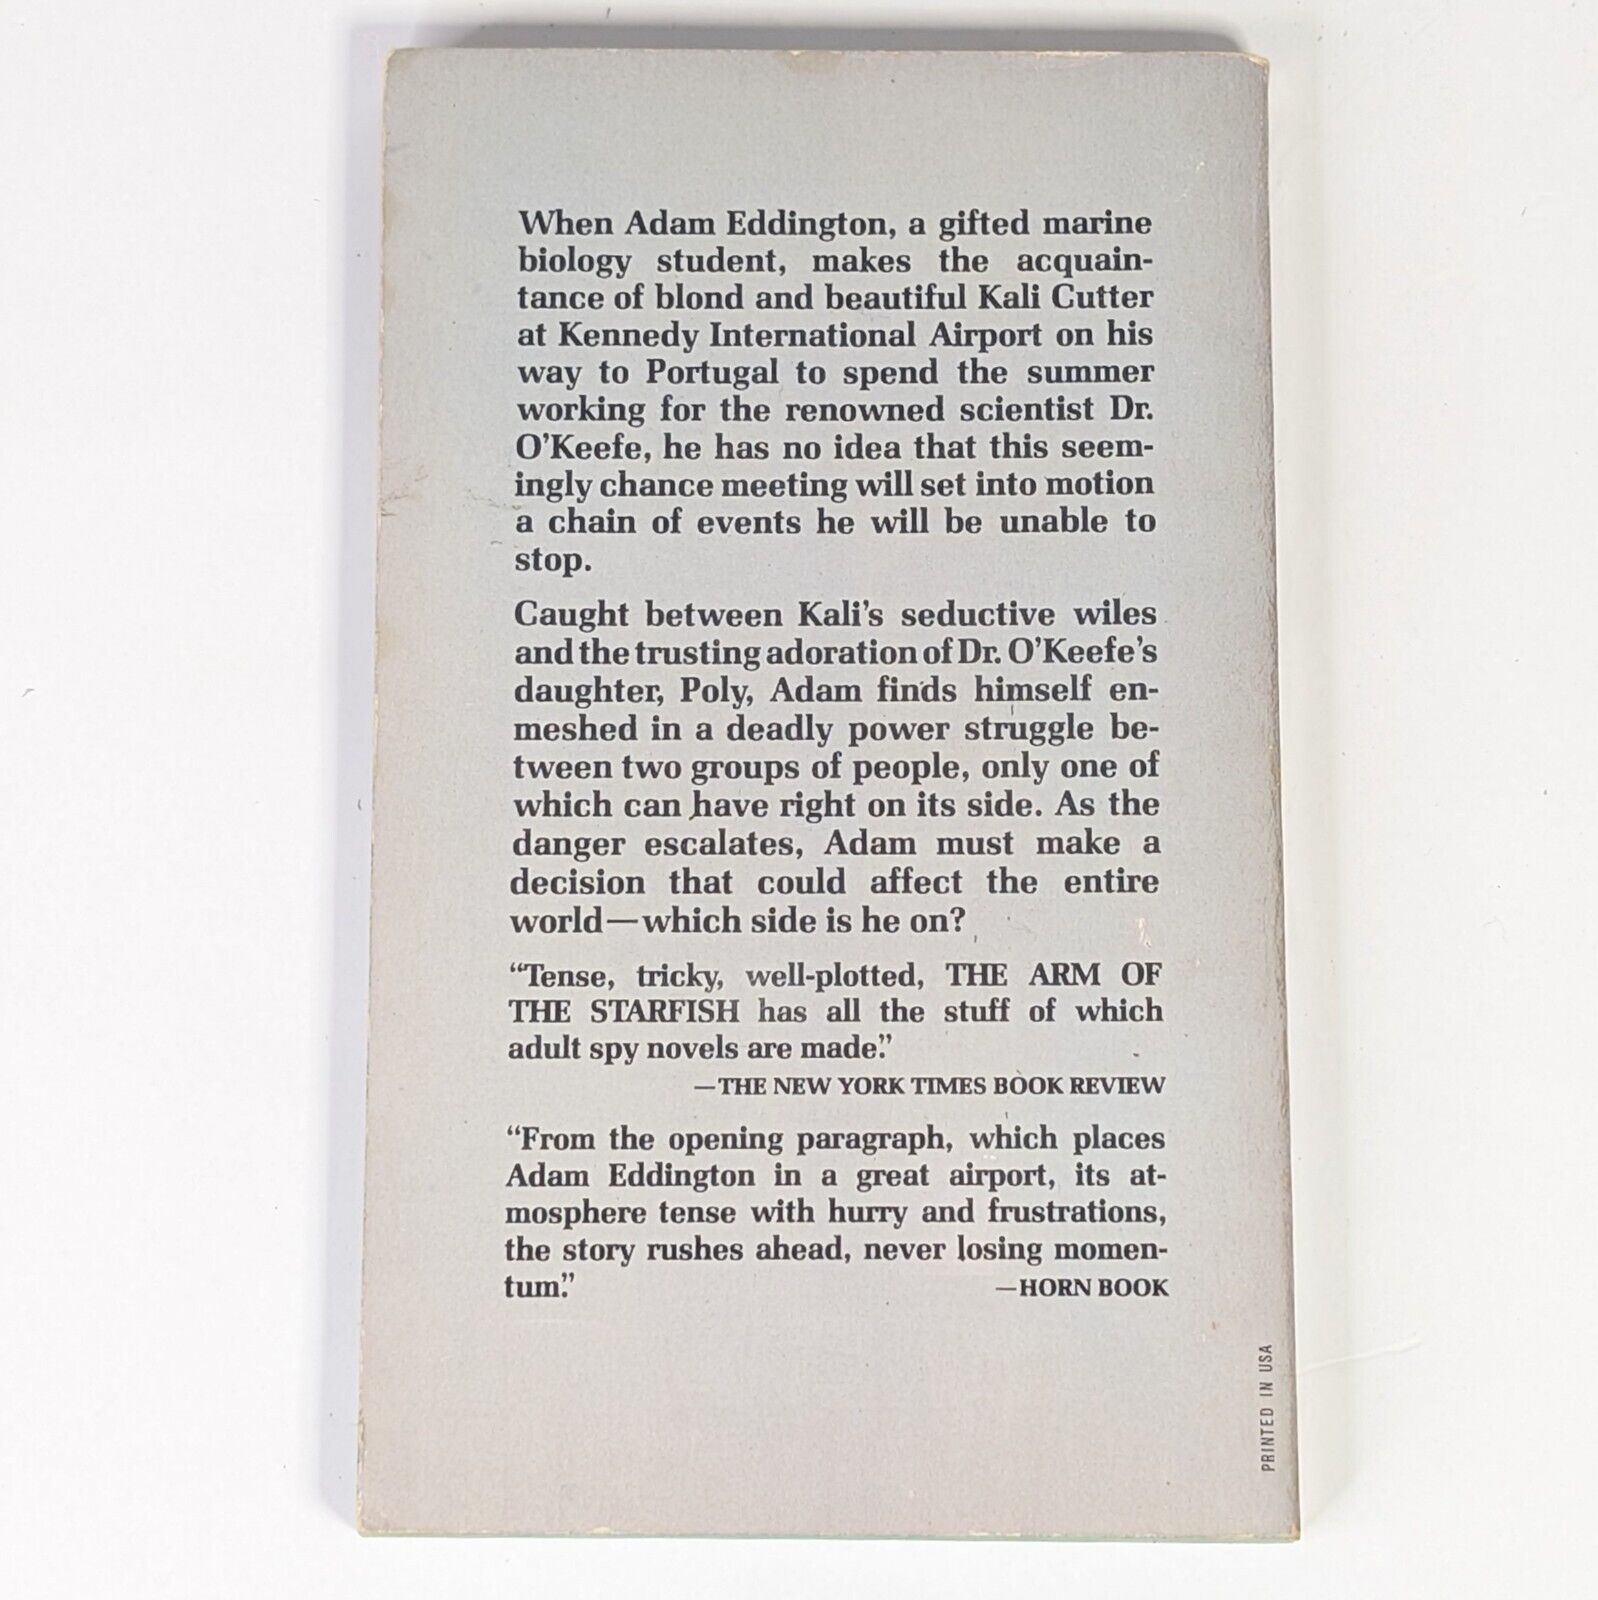 When Adam Eddington, a gifted marine
biology student, makes the acquain-
tance of blond and beautiful Kali Cutter
at Kennedy International Airport on his
way to Portugal to spend the summer
working for the renowned scientist Dr.
O'Keefe, he has no idea that this seem-
ingly chance meeting will set into motion
a chain of events he will be unable to
stop.
Caught between Kali's seductive wiles
and the trusting adoration of Dr. O'Keefe's
daughter, Poly, Adam finds himself en-
meshed in a deadly power struggle be-
tween two groups of people, only one of
which can have right on its side. As the
danger escalates, Adam must make a
decision that could affect the entire
world—which side is he on?
“Tense, tricky, well-plotted, THE ARM OF
THE STARFISH has all the stuff of which
adult spy novels are made.”
—THE NEW YORK TIMES BOOK REVIEW
“From the opening paragraph, which places
Adam Eddington in a great airport, its at-
mosphere tense with hurry and frustrations,
the story rushes ahead, never losing momen-
tum.” —HORN BOOK
PRINTED IN USA